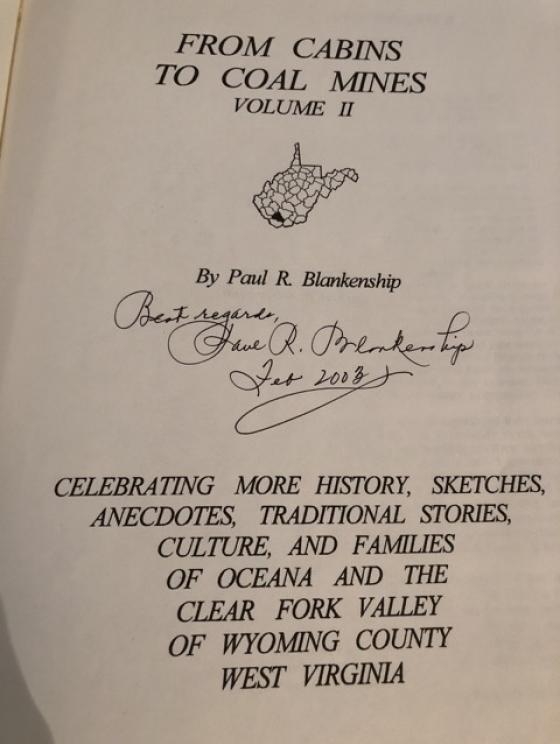 FROM CABINS
TO COAL MINES
VOLUME II
By Paul R. Blankenship
Best regards,
Paul R. Blankenship
Feb 2003
CELEBRATING MORE HISTORY, SKETCHES,
ANECDOTES, TRADITIONAL STORIES,
CULTURE, AND FAMILIES
OF OCEANA AND THE
CLEAR FORK VALLEY
OF WYOMING COUNTY
WEST VIRGINIA